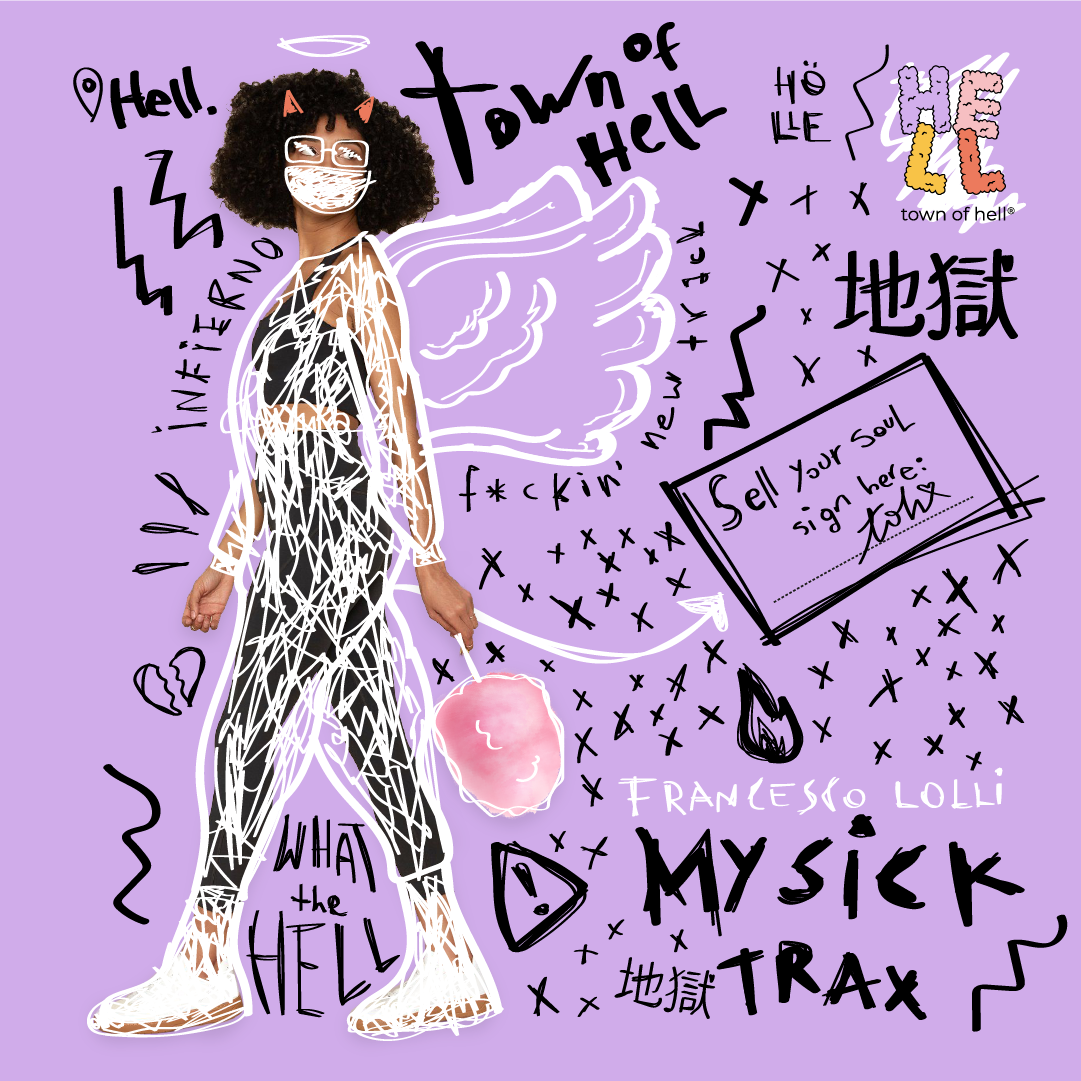 Hell.
town of
HELL
HÖ
LLE
HE
LL
town of hell®
iNFiERNO
地獄
new track
f*ckin'
Sell your soul
sign here:
toh
FRANCESCO LOLLi
MY SiCK
TRAX
地獄
WHAT
the
HELL
!